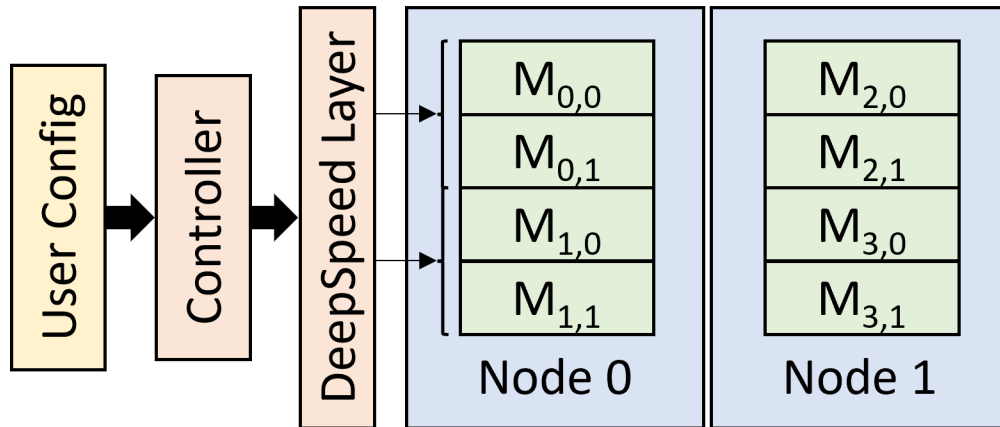 User Config
Controller
DeepSpeed Layer
M0,0
M0,1
M1,0
M1,1
Node 0
M2,0
M2,1
M3,0
M3,1
Node 1